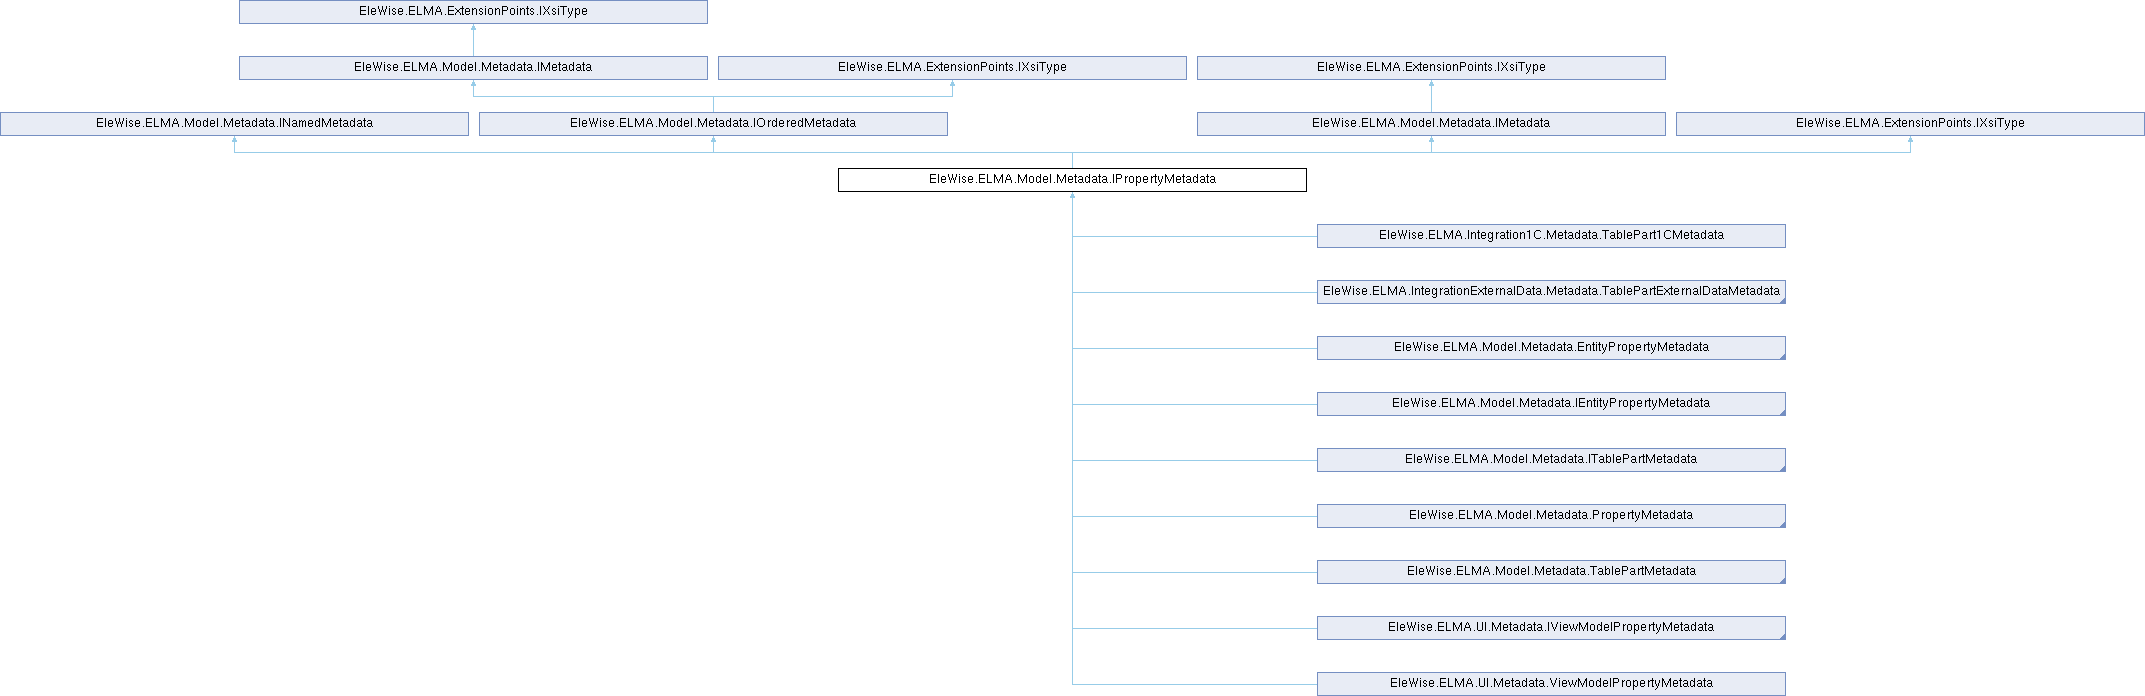 EleWise.ELMA.ExtensionPoints.IXsiType
EleWise.ELMA.Model.Metadata.IMetadata
EleWise.ELMA.ExtensionPoints.IXsiType
EleWise.ELMA.ExtensionPoints.IXsiType
EleWise.ELMA.Model.Metadata.INamedMetadata
EleWise.ELMA.Model.Metadata.IOrderedMetadata
EleWise.ELMA.Model.Metadata.IMetadata
EleWise.ELMA.ExtensionPoints.IXsiType
EleWise.ELMA.Model.Metadata.IPropertyMetadata
EleWise.ELMA.Integration1C.Metadata.TablePart1CMetadata
EleWise.ELMA.IntegrationExternalData.Metadata.TablePartExternalDataMetadata
EleWise.ELMA.Model.Metadata.EntityPropertyMetadata
EleWise.ELMA.Model.Metadata.IEntityPropertyMetadata
EleWise.ELMA.Model.Metadata.ITablePartMetadata
EleWise.ELMA.Model.Metadata.PropertyMetadata
EleWise.ELMA.Model.Metadata.TablePartMetadata
EleWise.ELMA.UI.Metadata.IViewModelPropertyMetadata
EleWise.ELMA.UI.Metadata.ViewModelPropertyMetadata